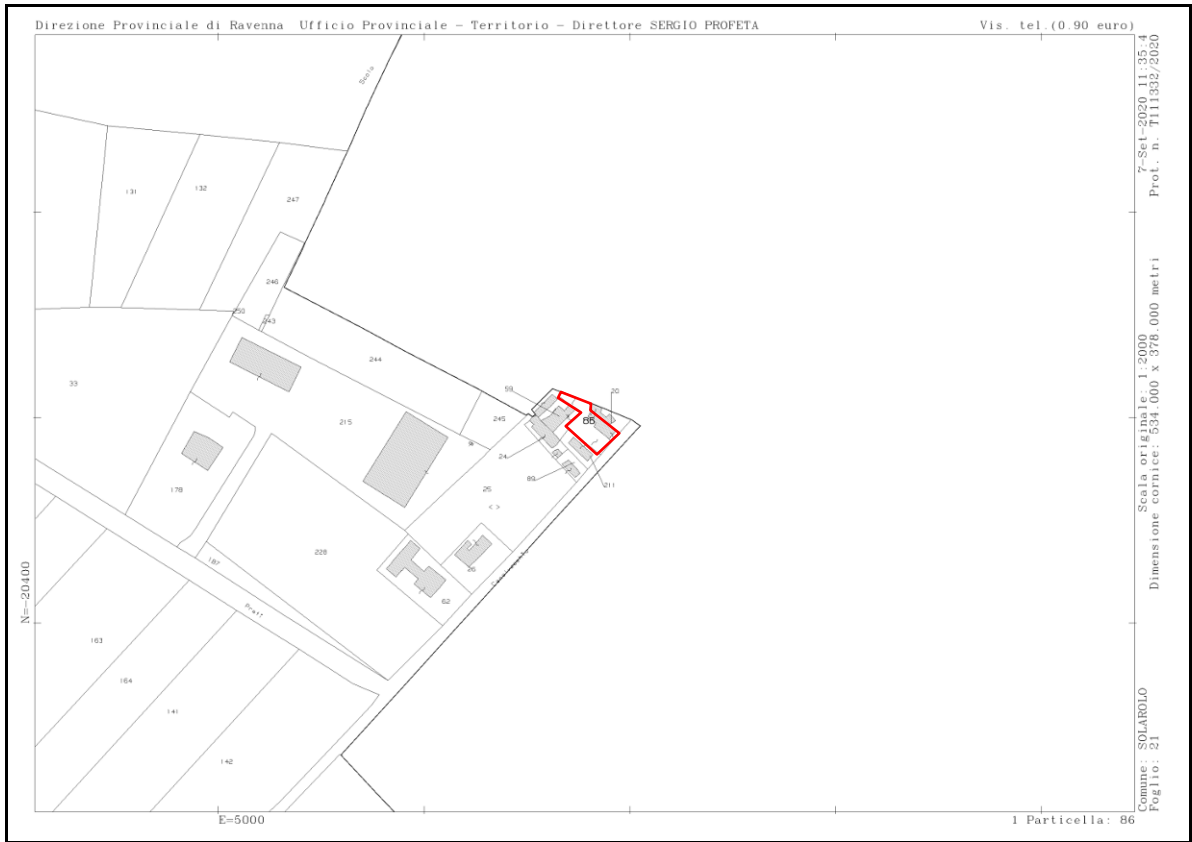 Direzione Provinciale di Ravenna Ufficio Provinciale - Territorio - Direttore SERGIO PROFETA
Vis. tel.(0.90 euro)
7-Set-2020 11:35:4
Prot. n. T111332/2020
Scala originale: 1:2000
Dimensione cornice: 534.000 x 378.000 metri
Comune: SOLAROLO
Foglio: 21
1 Particella: 86
E=5000
N=-20400
Scolo
131
132
247
246
250
243
244
33
215
245
59
20
86
24
89
211
25
178
228
187
26
62
Prati
163
164
141
142